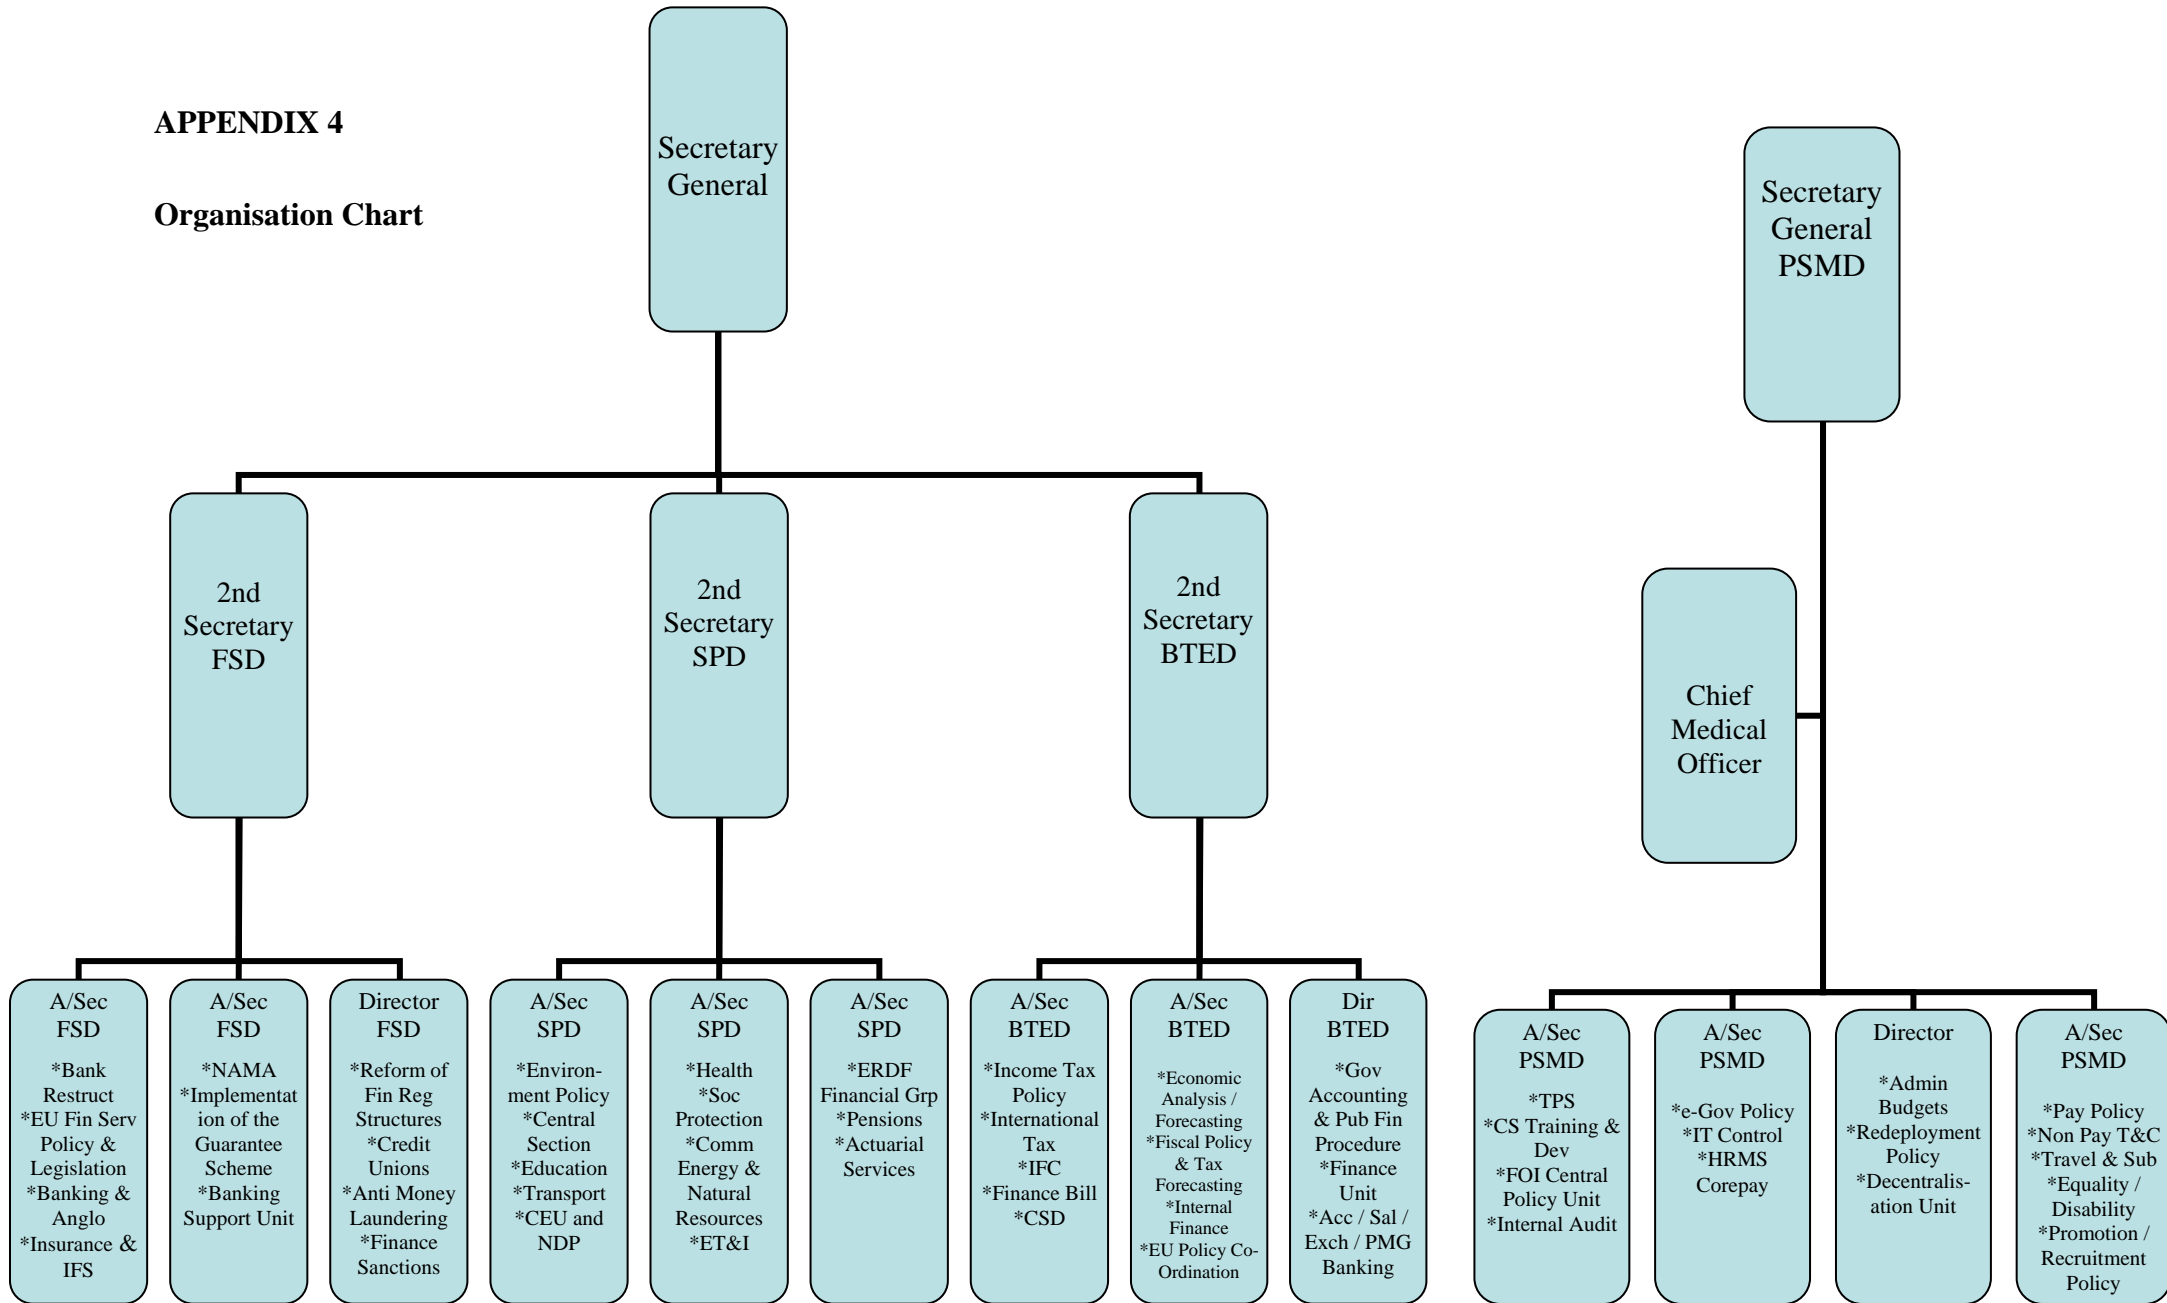 APPENDIX 4
Organisation Chart
Secretary
General
Secretary
General
PSMD
2nd
Secretary
FSD
2nd
Secretary
SPD
2nd
Secretary
BTED
Chief
Medical
Officer
A/Sec
FSD
*Bank
Restruct
*EU Fin Serv
Policy &
Legislation
*Banking &
Anglo
*Insurance &
IFS
A/Sec
FSD
*NAMA
*Implementat
ion of the
Guarantee
Scheme
*Banking
Support Unit
Director
FSD
*Reform of
Fin Reg
Structures
*Credit
Unions
*Anti Money
Laundering
*Finance
Sanctions
A/Sec
SPD
*Environ-
ment Policy
*Central
Section
*Education
*Transport
*CEU and
NDP
A/Sec
SPD
*Health
*Soc
Protection
*Comm
Energy &
Natural
Resources
*ET&I
A/Sec
SPD
*ERDF
Financial Grp
*Pensions
*Actuarial
Services
A/Sec
BTED
*Income Tax
Policy
*International
Tax
*IFC
*Finance Bill
*CSD
A/Sec
BTED
*Economic
Analysis /
Forecasting
*Fiscal Policy
& Tax
Forecasting
*Internal
Finance
*EU Policy Co-
Ordination
Dir
BTED
*Gov
Accounting
& Pub Fin
Procedure
*Finance
Unit
*Acc / Sal /
Exch / PMG
Banking
A/Sec
PSMD
*TPS
*CS Training &
Dev
*FOI Central
Policy Unit
*Internal Audit
A/Sec
PSMD
*e-Gov Policy
*IT Control
*HRMS
Corepay
Director
*Admin
Budgets
*Redeployment
Policy
*Decentralis-
ation Unit
A/Sec
PSMD
*Pay Policy
*Non Pay T&C
*Travel & Sub
*Equality /
Disability
*Promotion /
Recruitment
Policy